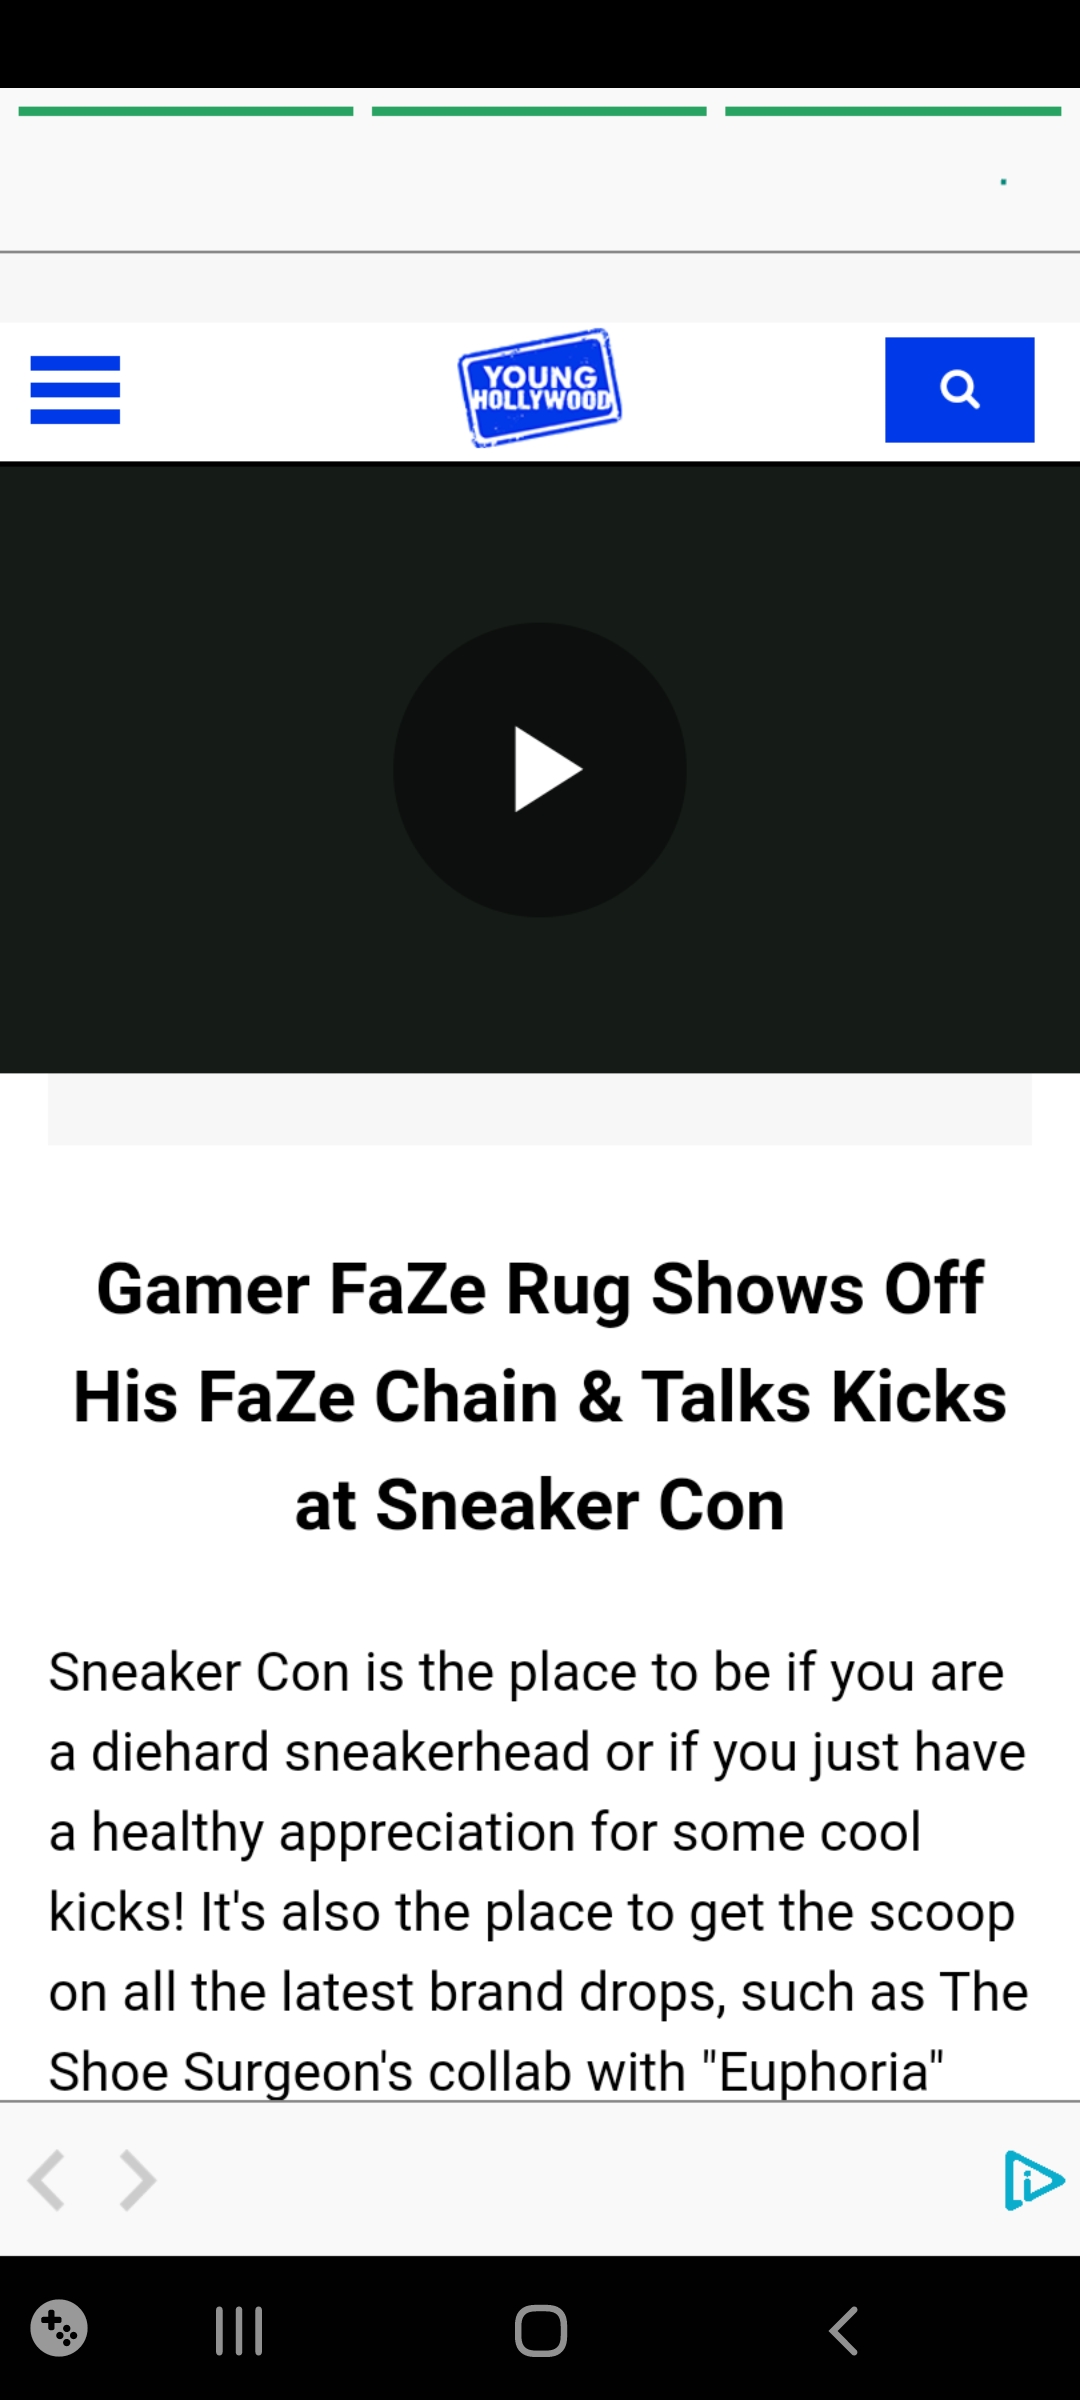 YOUNG
HOLLYWOOD
Gamer FaZe Rug Shows Off
His FaZe Chain & Talks Kicks
at Sneaker Con
Sneaker Con is the place to be if you are
a diehard sneakerhead or if you just have
a healthy appreciation for some cool
kicks! It's also the place to get the scoop
on all the latest brand drops, such as The
Shoe Surgeon's collab with "Euphoria"